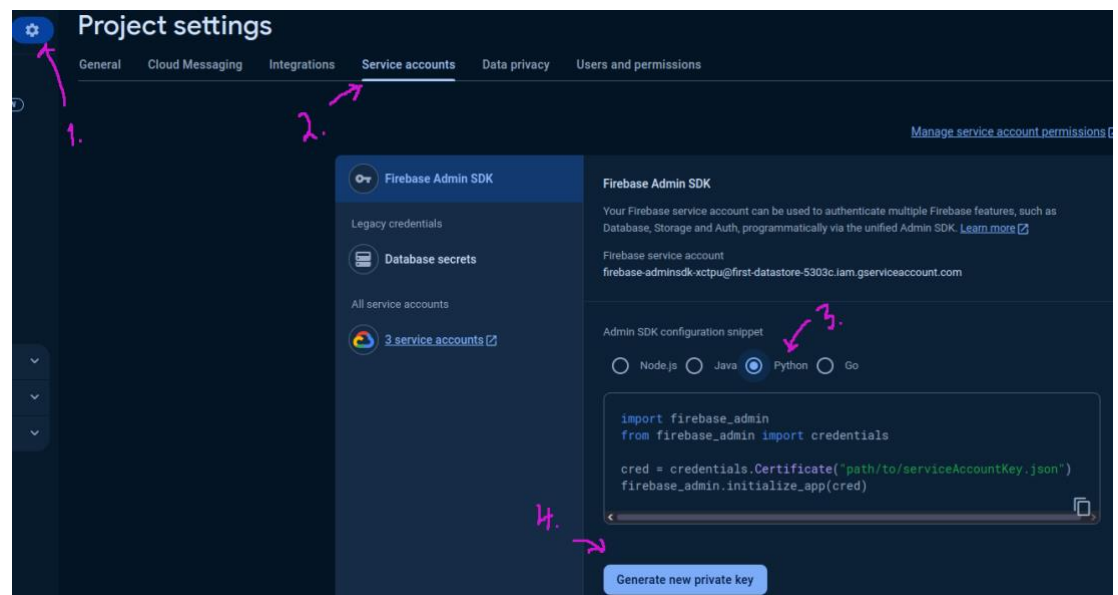 Project settings
General Cloud Messaging Integrations Service accounts Data privacy Users and permissions
1.
2.
Manage service account permissions
Firebase Admin SDK
Legacy credentials
Database secrets
All service accounts
3 service accounts
Firebase Admin SDK
Your Firebase service account can be used to authenticate multiple Firebase features, such as
Database, Storage and Auth, programmatically via the unified Admin SDK. Learn more
Firebase service account
firebase-adminsdk-xctpu@first-datastore-5303c.iam.gserviceaccount.com
3.
Admin SDK configuration snippet
Node.js Java Python Go
import firebase_admin
from firebase_admin import credentials
cred = credentials.Certificate("path/to/serviceAccountKey.json")
firebase_admin.initialize_app(cred)
4.
Generate new private key